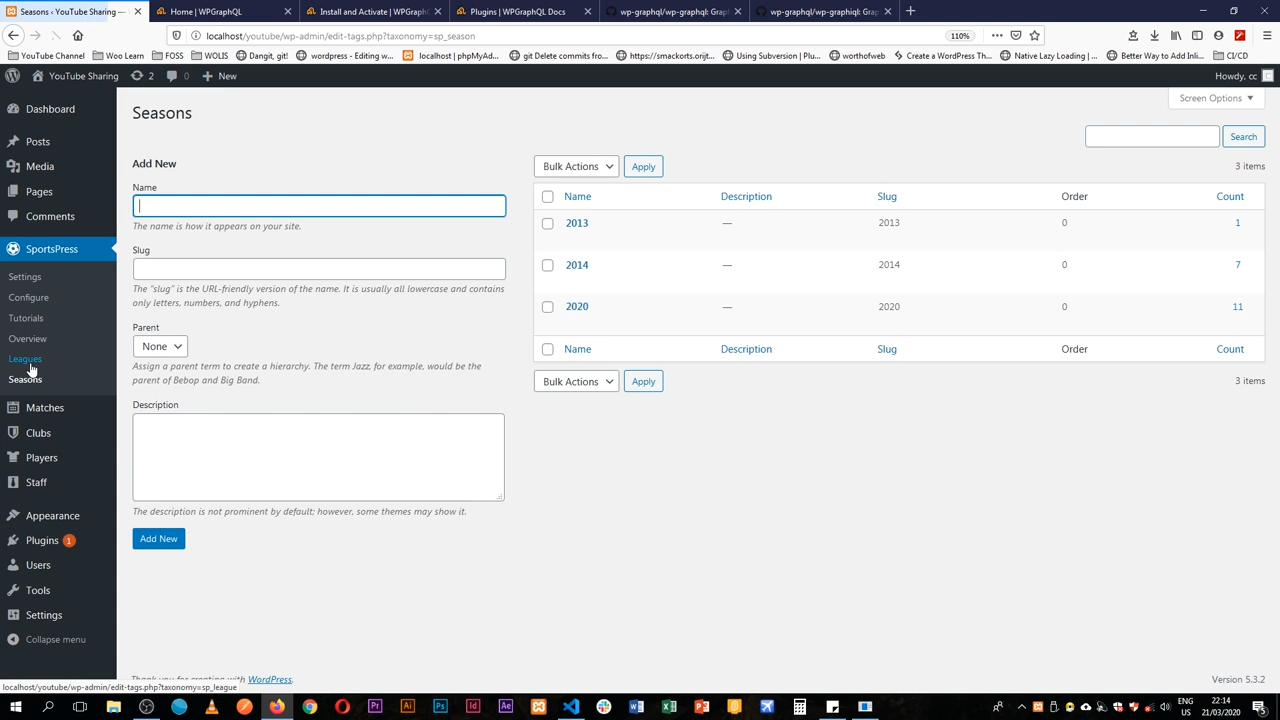 Seasons ‹ YouTube Sharing —
Home | WPGraphQL
Install and Activate | WPGraph
Plugins | WPGraphQL Docs
wp-graphql/wp-graphql: Grap
wp-graphql/wp-graphiql: Grap
localhost/youtube/wp-admin/edit-tags.php?taxonomy=sp_season
110%
YouTube Channel
Woo Learn
FOSS
WOLIS
Dangit, git!
wordpress - Editing w...
localhost | phpMyAd...
git Delete commits fro...
https://smackorts.orijt...
Using Subversion | Plu...
worthofweb
Create a WordPress Th...
Native Lazy Loading | ...
Better Way to Add Inli...
CI/CD
YouTube Sharing
2
0
New
Howdy, cc
Dashboard
Posts
Media
Pages
Comments
SportsPress
Settings
Configure
Tutorials
Overview
Leagues
Seasons
Matches
Clubs
Players
Staff
Appearance
Plugins 1
Users
Tools
Settings
Collapse menu
Screen Options
Seasons
Search
Add New
Name
The name is how it appears on your site.
Slug
The "slug" is the URL-friendly version of the name. It is usually all lowercase and contains
only letters, numbers, and hyphens.
Parent
None
Assign a parent term to create a hierarchy. The term Jazz, for example, would be the
parent of Bebop and Big Band.
Description
The description is not prominent by default; however, some themes may show it.
Add New
Bulk Actions
Apply
3 items
Name Description Slug Order Count
2013 — 2013 0 1
2014 — 2014 0 7
2020 — 2020 0 11
Name Description Slug Order Count
Bulk Actions
Apply
3 items
Thank you for creating with WordPress.
Version 5.3.2
localhost/youtube/wp-admin/edit-tags.php?taxonomy=sp_league
ENG
US
22:14
21/03/2020